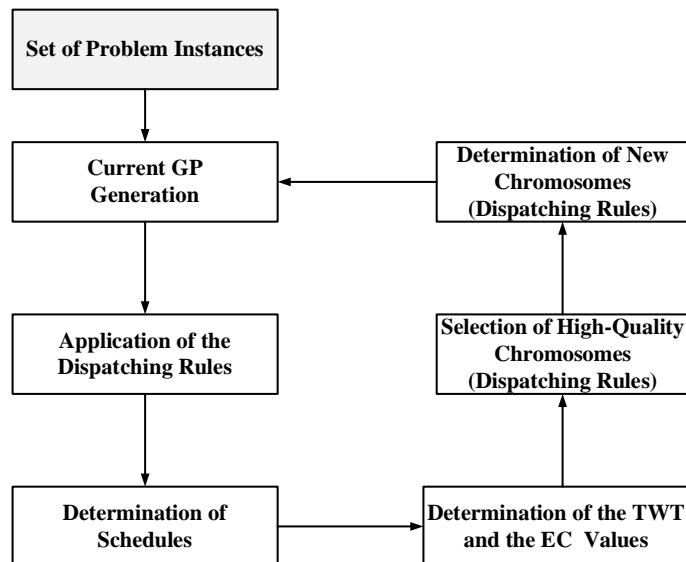 Set of Problem Instances
Current GP
Generation
Determination of New
Chromosomes
(Dispatching Rules)
Application of the
Dispatching Rules
Selection of High-Quality
Chromosomes
(Dispatching Rules)
Determination of
Schedules
Determination of the TWT
and the EC Values